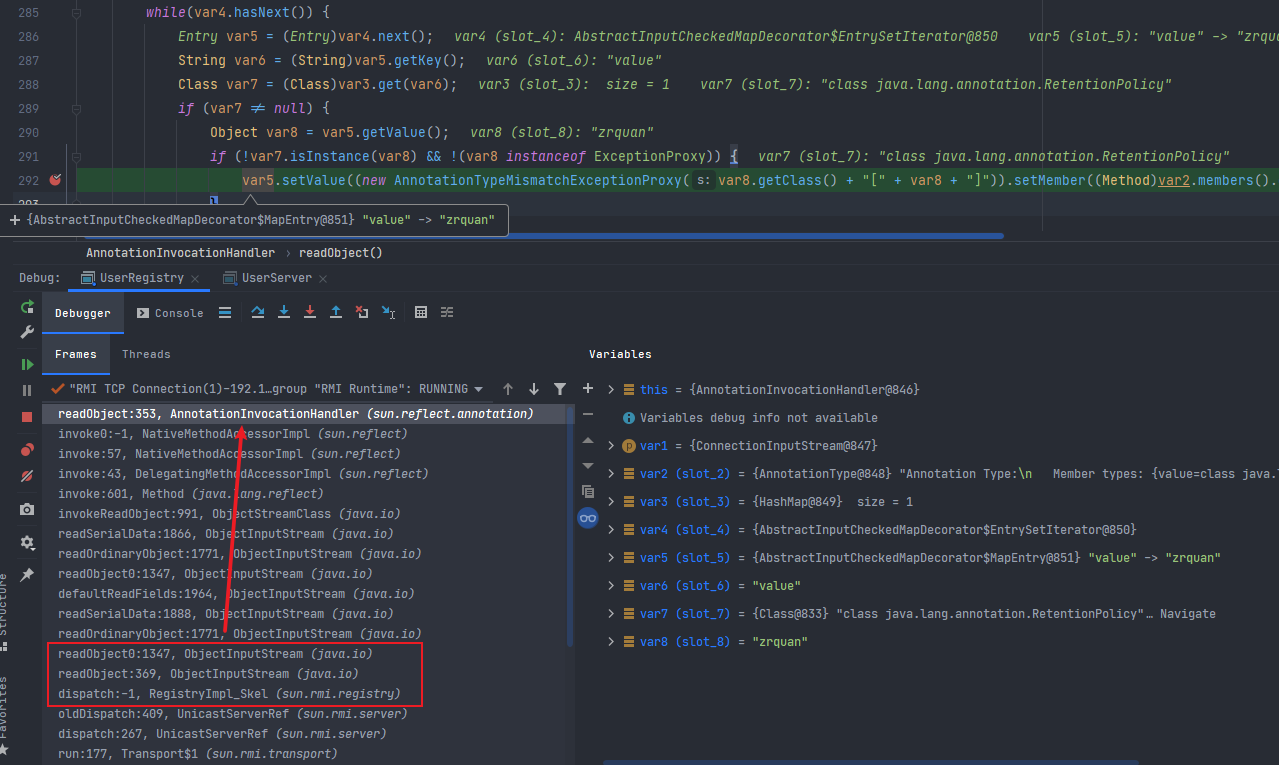 285 while(var4.hasNext()) {
286 Entry var5 = (Entry)var4.next(); var4 (slot_4): AbstractInputCheckedMapDecorator$EntrySetIterator@850 var5 (slot_5): "value" -> "zrqua
287 String var6 = (String)var5.getKey(); var6 (slot_6): "value"
288 Class var7 = (Class)var3.get(var6); var3 (slot_3): size = 1 var7 (slot_7): "class java.lang.annotation.RetentionPolicy"
289 if (var7 ≠ null) {
290 Object var8 = var5.getValue(); var8 (slot_8): "zrquan"
291 if (!var7.isInstance(var8) && !(var8 instanceof ExceptionProxy)) { var7 (slot_7): "class java.lang.annotation.RetentionPolicy"
292 var5.setValue((new AnnotationTypeMismatchExceptionProxy( s: var8.getClass() + "[" + var8 + "]")).setMember((Method)var2.members().
293 }
+ {AbstractInputCheckedMapDecorator$MapEntry@851} "value" -> "zrquan"
AnnotationInvocationHandler › readObject()
Debug: UserRegistry × UserServer ×
Debugger Console
Frames Threads
Variables
"RMI TCP Connection(1)-192.1...group "RMI Runtime": RUNNING
readObject:353, AnnotationInvocationHandler (sun.reflect.annotation)
invoke0:-1, NativeMethodAccessorImpl (sun.reflect)
invoke:57, NativeMethodAccessorImpl (sun.reflect)
invoke:43, DelegatingMethodAccessorImpl (sun.reflect)
invoke:601, Method (java.lang.reflect)
invokeReadObject:991, ObjectStreamClass (java.io)
readSerialData:1866, ObjectInputStream (java.io)
readOrdinaryObject:1771, ObjectInputStream (java.io)
readObject0:1347, ObjectInputStream (java.io)
defaultReadFields:1964, ObjectInputStream (java.io)
readSerialData:1888, ObjectInputStream (java.io)
readOrdinaryObject:1771, ObjectInputStream (java.io)
readObject0:1347, ObjectInputStream (java.io)
readObject:369, ObjectInputStream (java.io)
dispatch:-1, RegistryImpl_Skel (sun.rmi.registry)
oldDispatch:409, UnicastServerRef (sun.rmi.server)
dispatch:267, UnicastServerRef (sun.rmi.server)
run:177, Transport$1 (sun.rmi.transport)
this = {AnnotationInvocationHandler@846}
Variables debug info not available
var1 = {ConnectionInputStream@847}
var2 (slot_2) = {AnnotationType@848} "Annotation Type:\n Member types: {value=class java.
var3 (slot_3) = {HashMap@849} size = 1
var4 (slot_4) = {AbstractInputCheckedMapDecorator$EntrySetIterator@850}
var5 (slot_5) = {AbstractInputCheckedMapDecorator$MapEntry@851} "value" -> "zrquan"
var6 (slot_6) = "value"
var7 (slot_7) = {Class@833} "class java.lang.annotation.RetentionPolicy"... Navigate
var8 (slot_8) = "zrquan"
Structure
Favorites